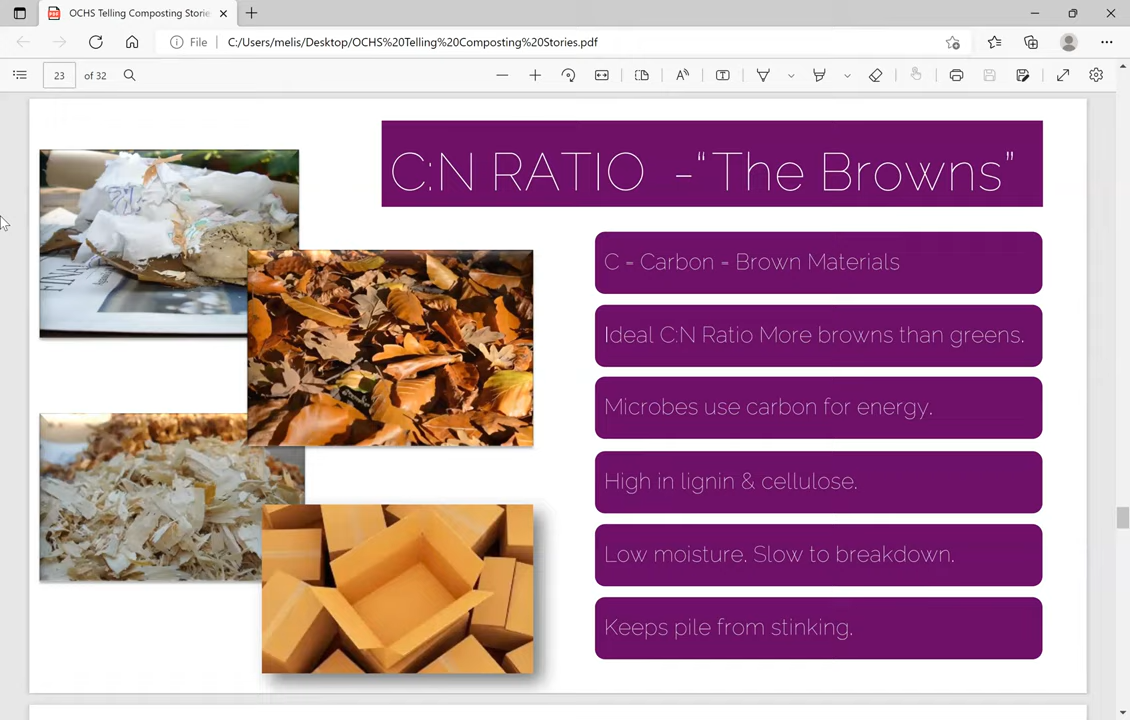 OCHS Telling Composting Storie
File
C:/Users/melis/Desktop/OCHS%20Telling%20Composting%20Stories.pdf
23 of 32
C:N RATIO -“The Browns”
C - Carbon - Brown Materials
Ideal C:N Ratio More browns than greens.
Microbes use carbon for energy.
High in lignin & cellulose.
Low moisture. Slow to breakdown.
Keeps pile from stinking.